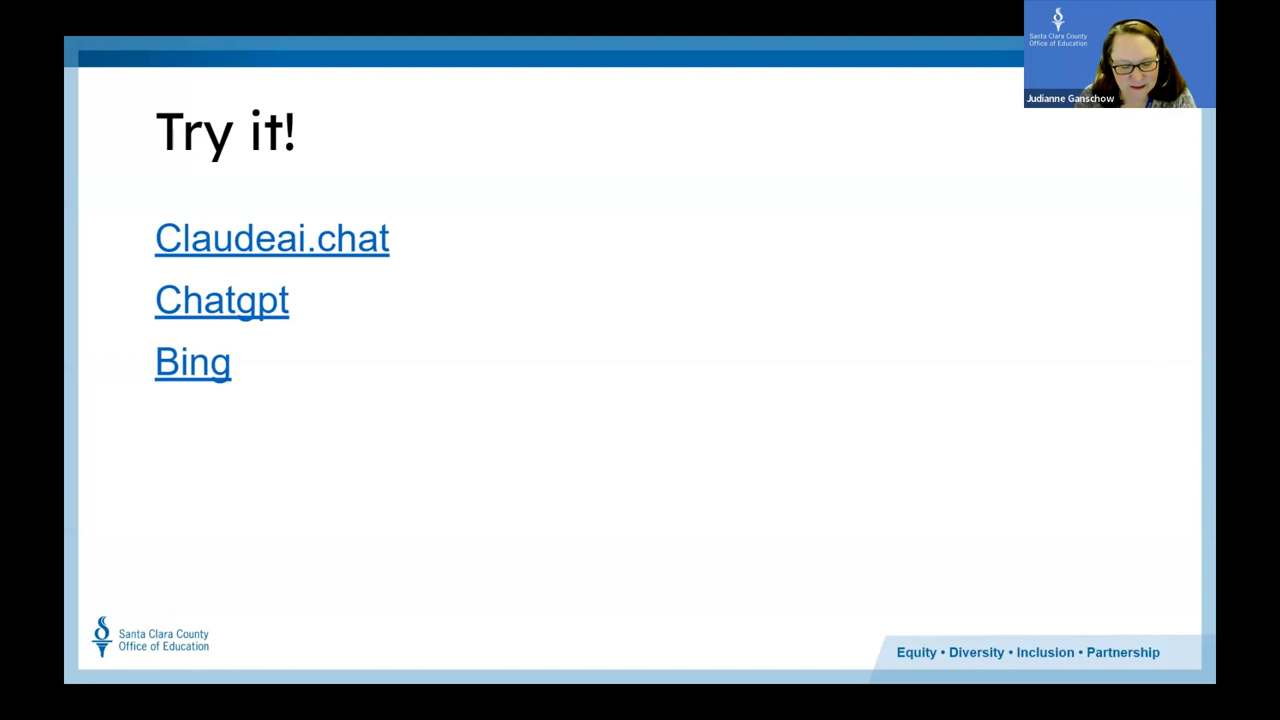 Santa Clara County
Office of Education
Judianne Ganschow
Try it!
Claudeai.chat
Chatgpt
Bing
Santa Clara County
Office of Education
Equity • Diversity • Inclusion • Partnership